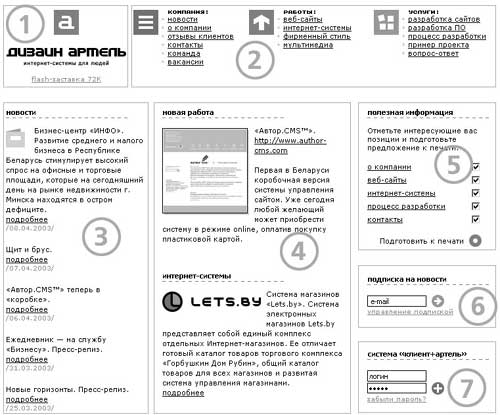 1
a
дизайн артель
интернет-системы для людей
flash-заставка 72K
2
компания:
новости
о компании
отзывы клиентов
контакты
команда
вакансии
работы:
веб-сайты
интернет-системы
фирменный стиль
мультимедиа
услуги:
разработка сайтов
разработка ПО
процесс разработки
пример проекта
вопрос-ответ
3
новости
Бизнес-центр «ИНФО».
Развитие среднего и малого
бизнеса в Республике
Беларусь стимулирует высокий
спрос на офисные и торговые
площади, которые на сегодняшний
день на рынке недвижимости г.
Минска находятся в остром
дефиците.
подробнее
/08.04.2003/
Щит и брус.
подробнее
/07.04.2003/
«Автор.CMS™» теперь в
«коробке».
подробнее
/06.04.2003/
Ежедневник — на службу
«Бизнесу». Пресс-релиз.
подробнее
/31.03.2003/
Новые горизонты. Пресс-релиз.
подробнее
/25.03.2003/
4
новая работа
«Автор.CMS™».
http://www.author-
cms.com
Первая в Беларуси
коробочная версия
системы управления
сайтом. Уже сегодня
любой желающий
может приобрести
систему в режиме online, оплатив покупку
пластиковой картой.
интернет-системы
LETS.BY
Система магазинов
«Lets.by». Система
электронных
магазинов Lets.by
представляет собой единый комплекс
отдельных Интернет-магазинов. Ее отличает
готовый каталог товаров торгового комплекса
«Горбушкин Дом Рубин», общий каталог
товаров для всех магазинов и развитая
система управления магазинами.
подробнее
5
полезная информация
Отметьте интересующие вас
позиции и подготовьте
предложение к печати.
о компании
веб-сайты
интернет-системы
процесс разработки
контакты
Подготовить к печати
6
подписка на новости
e-mail
управление подпиской
7
система «клиент+артель»
логин
•••••
забыли пароль?